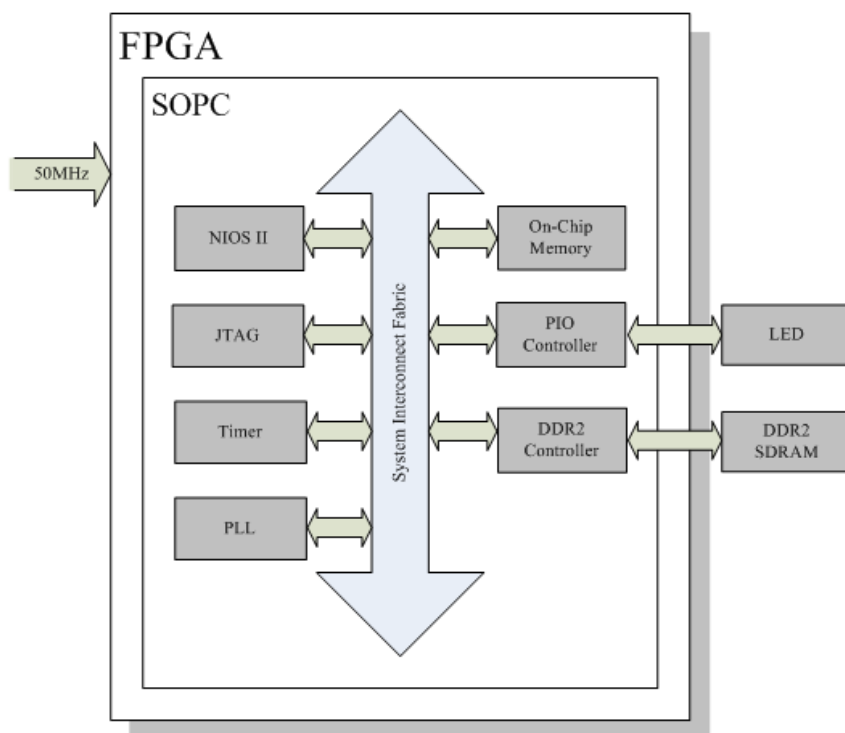 FPGA
SOPC
50MHz
NIOS II
On-Chip
Memory
JTAG
PIO
Controller
LED
System Interconnect Fabric
Timer
DDR2
Controller
DDR2
SDRAM
PLL